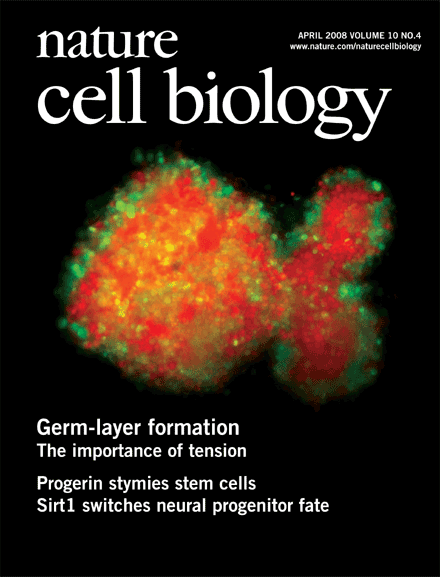 nature
cell biology
APRIL 2008 VOLUME 10 NO.4
www.nature.com/naturecellbiology
Germ-layer formation
The importance of tension
Progerin stymies stem cells
Sirt1 switches neural progenitor fate